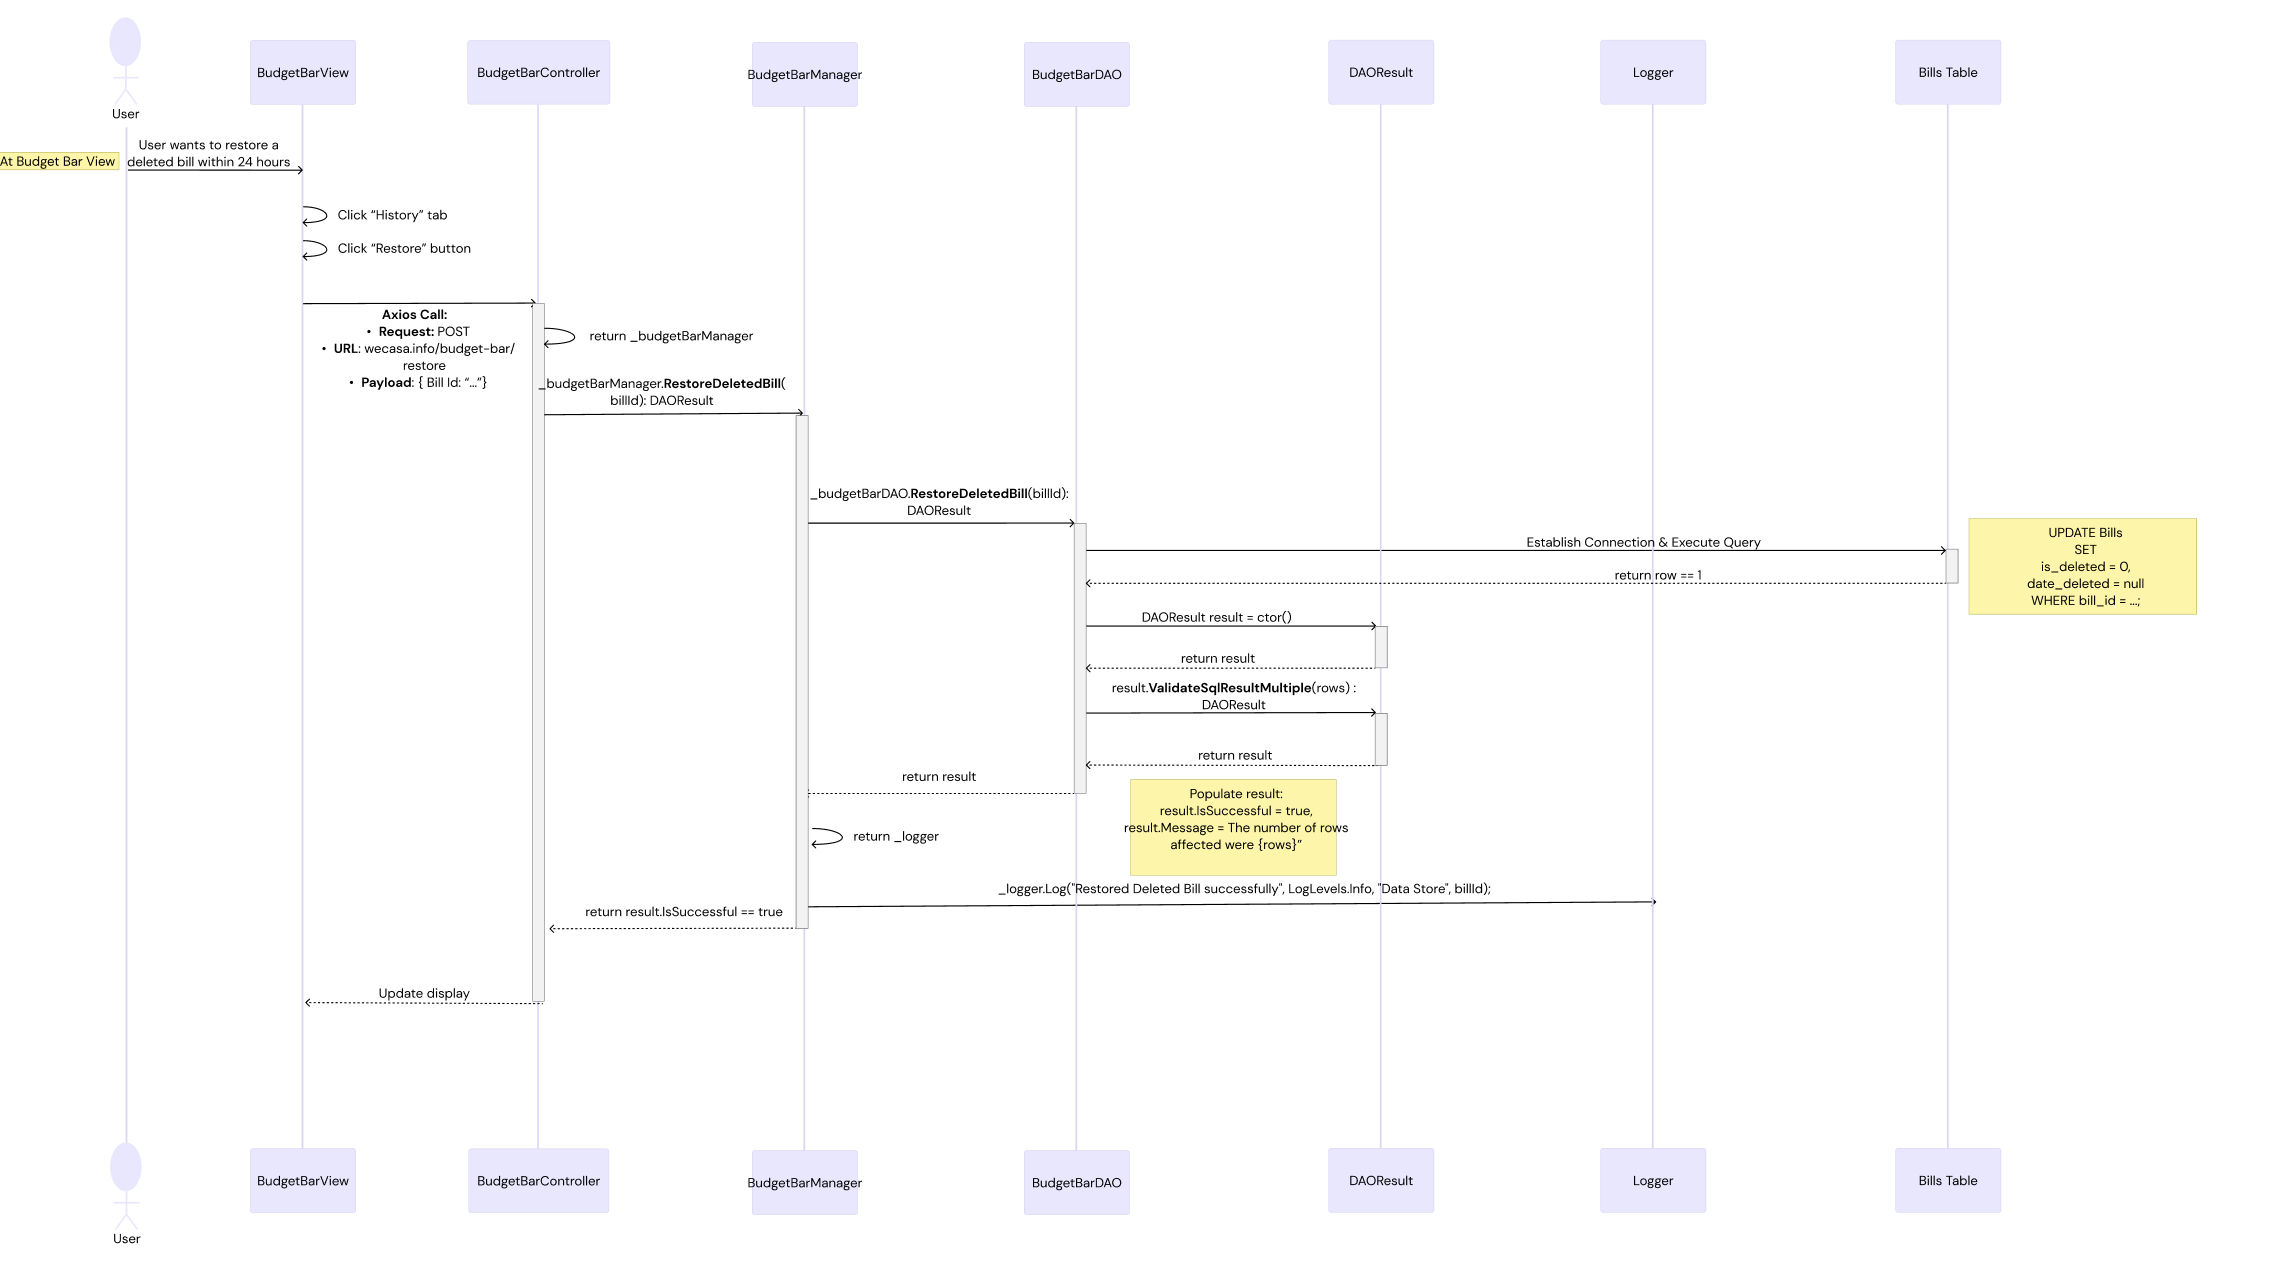 User
BudgetBarView
BudgetBarController
BudgetBarManager
BudgetBarDAO
DAOResult
Logger
Bills Table
At Budget Bar View
User wants to restore a
deleted bill within 24 hours
Click “History” tab
Click “Restore” button
Axios Call:
• Request: POST
• URL: wecasa.info/budget-bar/
restore
• Payload: { Bill Id: “...”}
return _budgetBarManager
_budgetBarManager.RestoreDeletedBill(
billId): DAOResult
_budgetBarDAO.RestoreDeletedBill(billId):
DAOResult
Establish Connection & Execute Query
UPDATE Bills
SET
is_deleted = 0,
date_deleted = null
WHERE bill_id = ...;
return row == 1
DAOResult result = ctor()
return result
result.ValidateSqlResultMultiple(rows) :
DAOResult
return result
return result
Populate result:
result.IsSuccessful = true,
result.Message = The number of rows
affected were {rows}”
return _logger
_logger.Log("Restored Deleted Bill successfully", LogLevels.Info, "Data Store", billId);
return result.IsSuccessful == true
Update display
BudgetBarView
BudgetBarController
BudgetBarManager
BudgetBarDAO
DAOResult
Logger
Bills Table
User